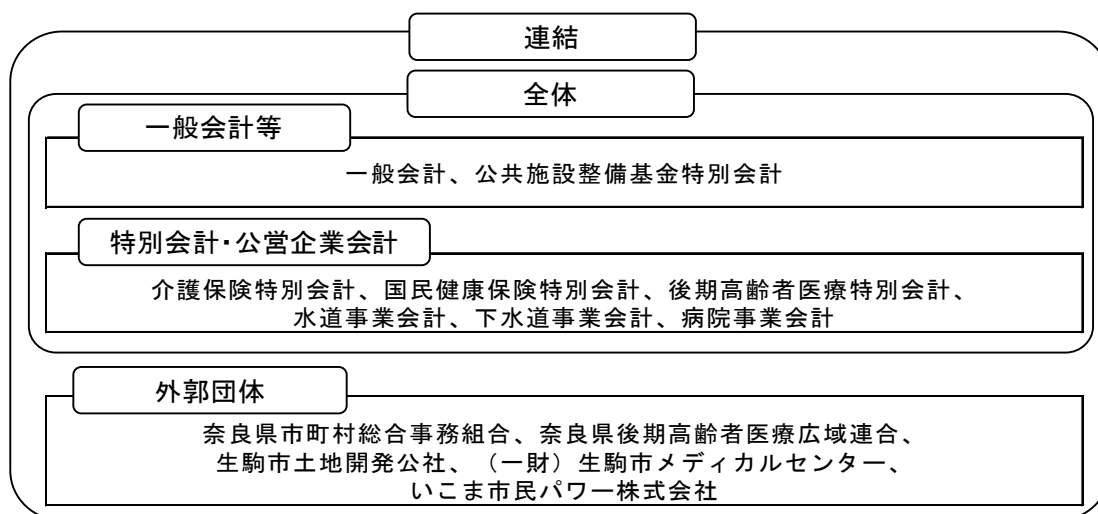 連結
全体
一般会計等
一般会計、公共施設整備基金特別会計
特別会計・公営企業会計
介護保険特別会計、国民健康保険特別会計、後期高齢者医療特別会計、
水道事業会計、下水道事業会計、病院事業会計
外郭団体
奈良県市町村総合事務組合、奈良県後期高齢者医療広域連合、
生駒市土地開発公社、（一財）生駒市メディカルセンター、
いこま市民パワー株式会社